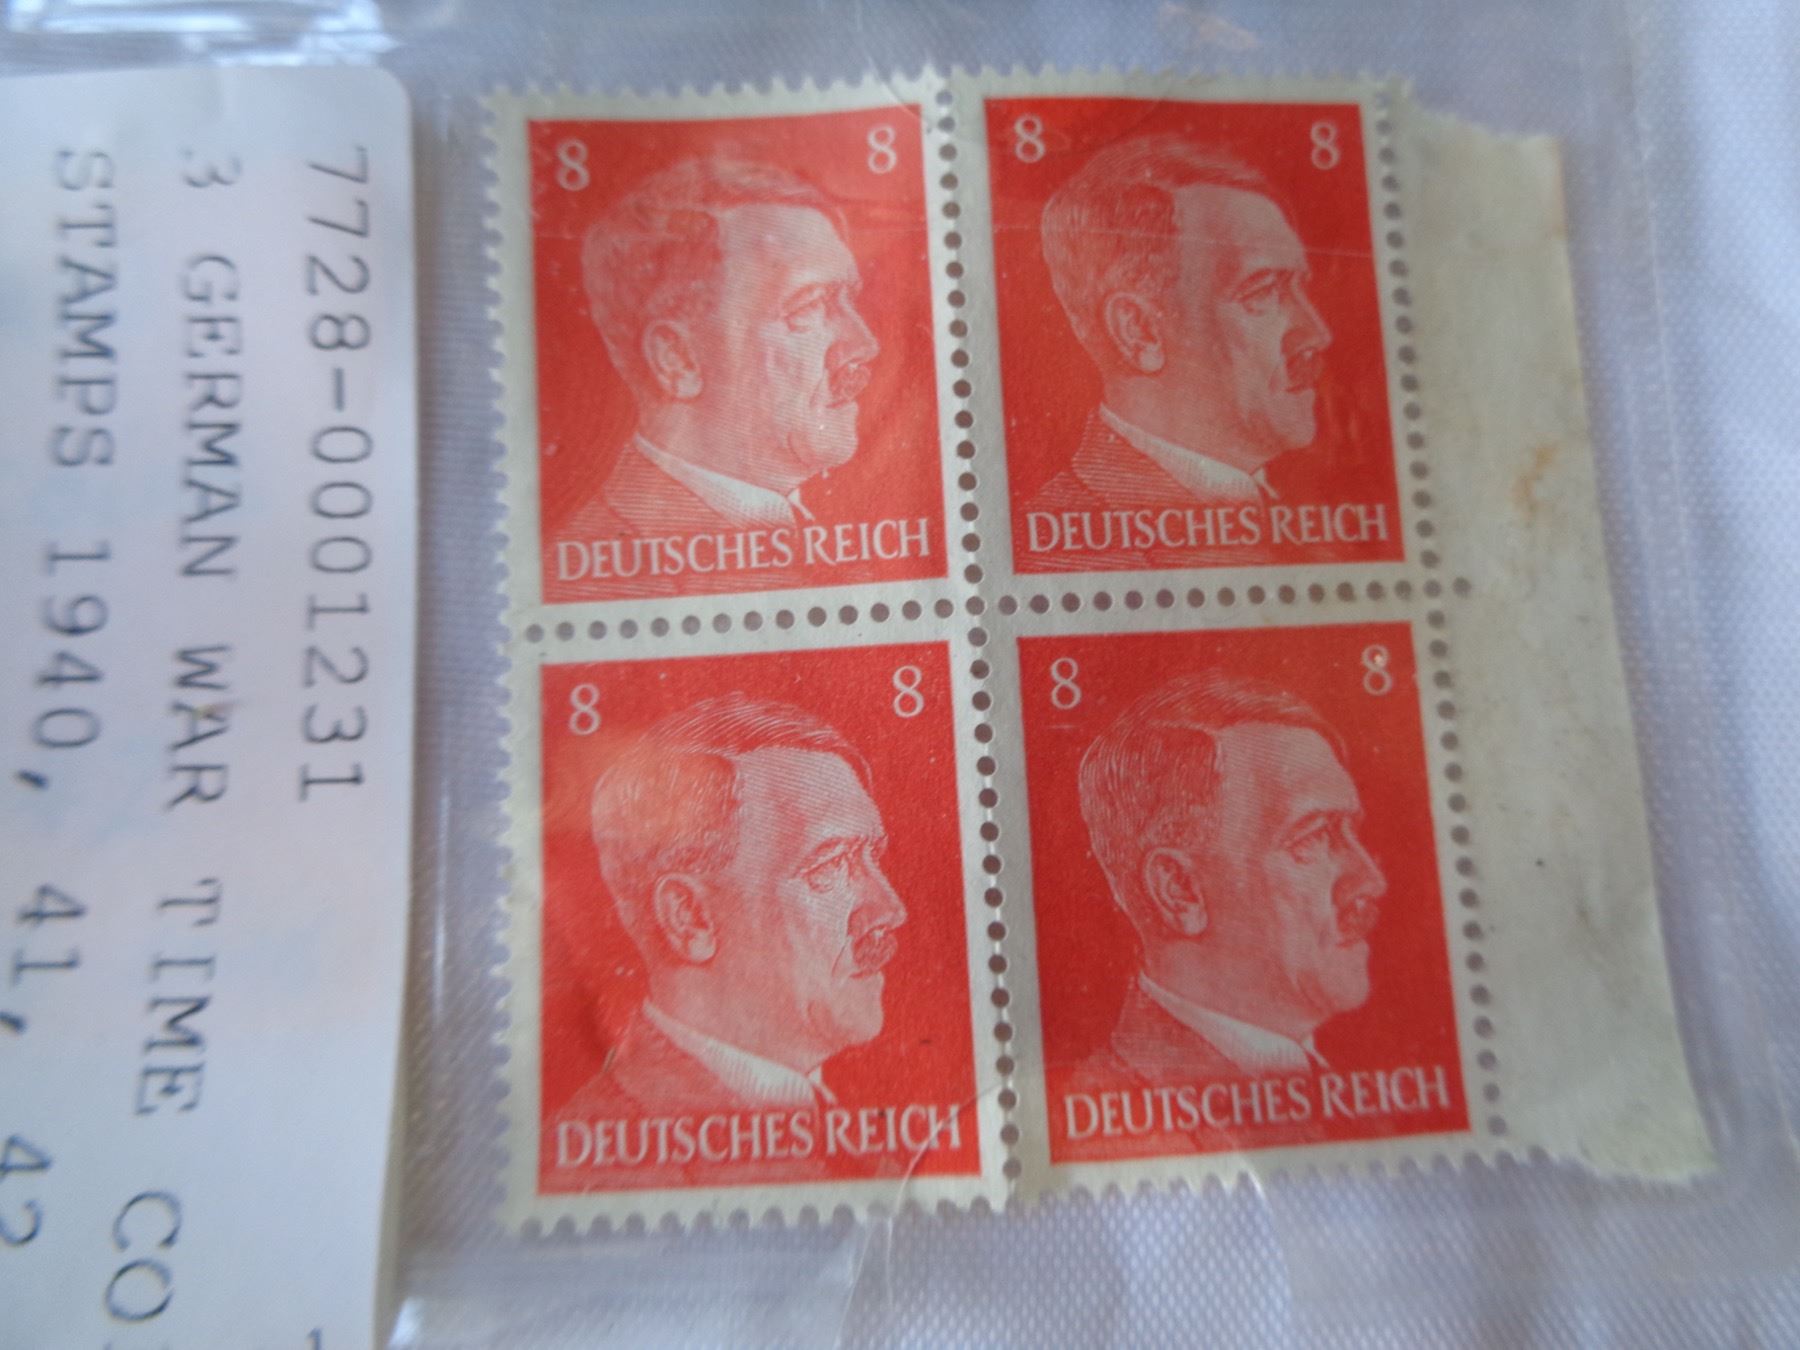 7728-0001231
3 GERMAN WAR TIME
STAMPS 1940, 41, 42
8 8
DEUTSCHES REICH
8 8
DEUTSCHES REICH
8 8
DEUTSCHES REICH
8 8
DEUTSCHES REICH